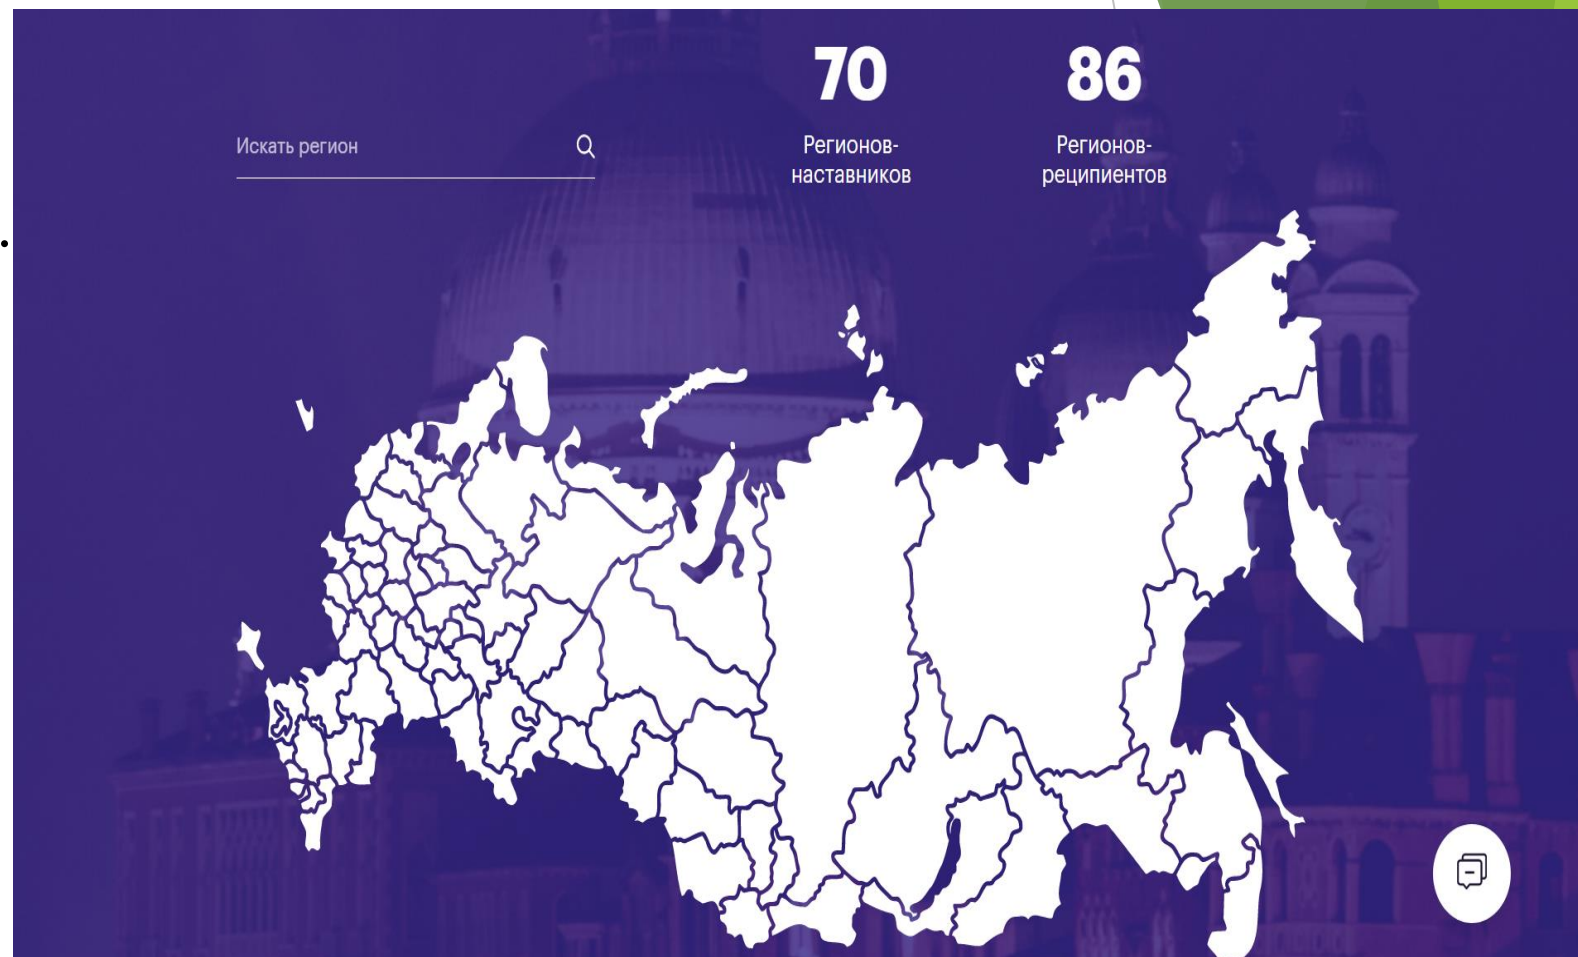 70
86
Искать регион
Регионов-
наставников
Регионов-
реципиентов